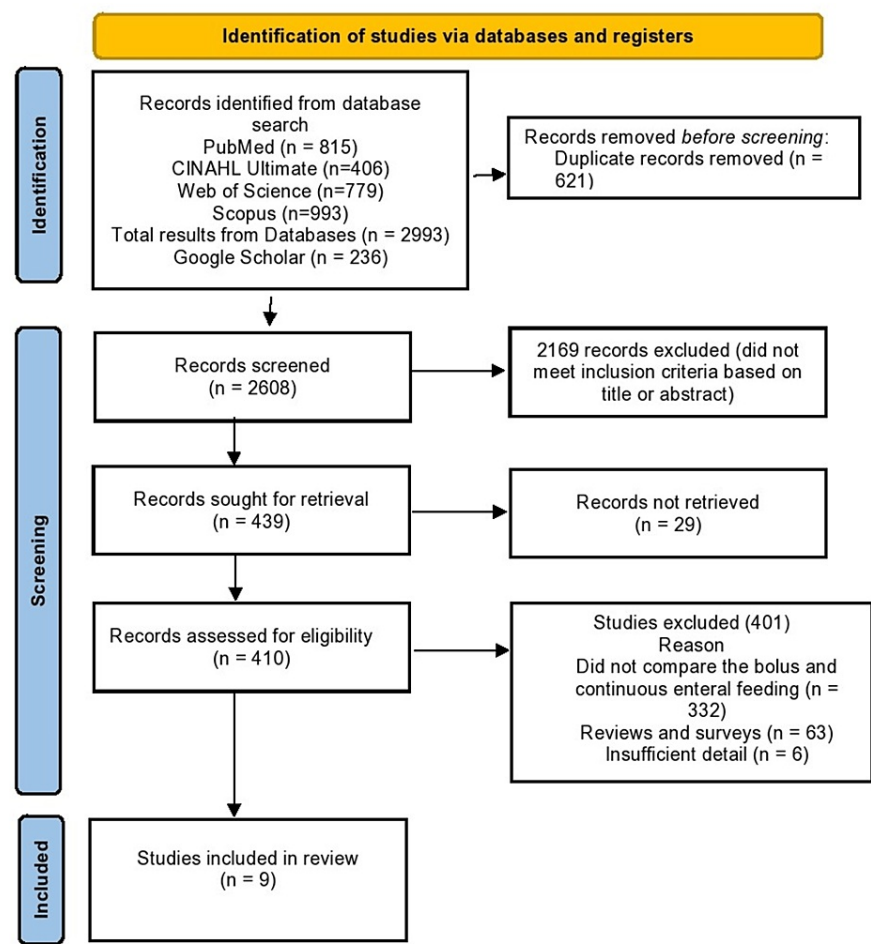 Identification of studies via databases and registers
Identification
Records identified from database
search
PubMed (n = 815)
CINAHL Ultimate (n=406)
Web of Science (n=779)
Scopus (n=993)
Total results from Databases (n = 2993)
Google Scholar (n = 236)
Records removed before screening:
Duplicate records removed (n =
621)
Screening
Records screened
(n = 2608)
2169 records excluded (did not
meet inclusion criteria based on
title or abstract)
Records sought for retrieval
(n = 439)
Records not retrieved
(n = 29)
Records assessed for eligibility
(n = 410)
Studies excluded (401)
Reason
Did not compare the bolus and
continuous enteral feeding (n =
332)
Reviews and surveys (n = 63)
Insufficient detail (n = 6)
Included
Studies included in review
(n = 9)